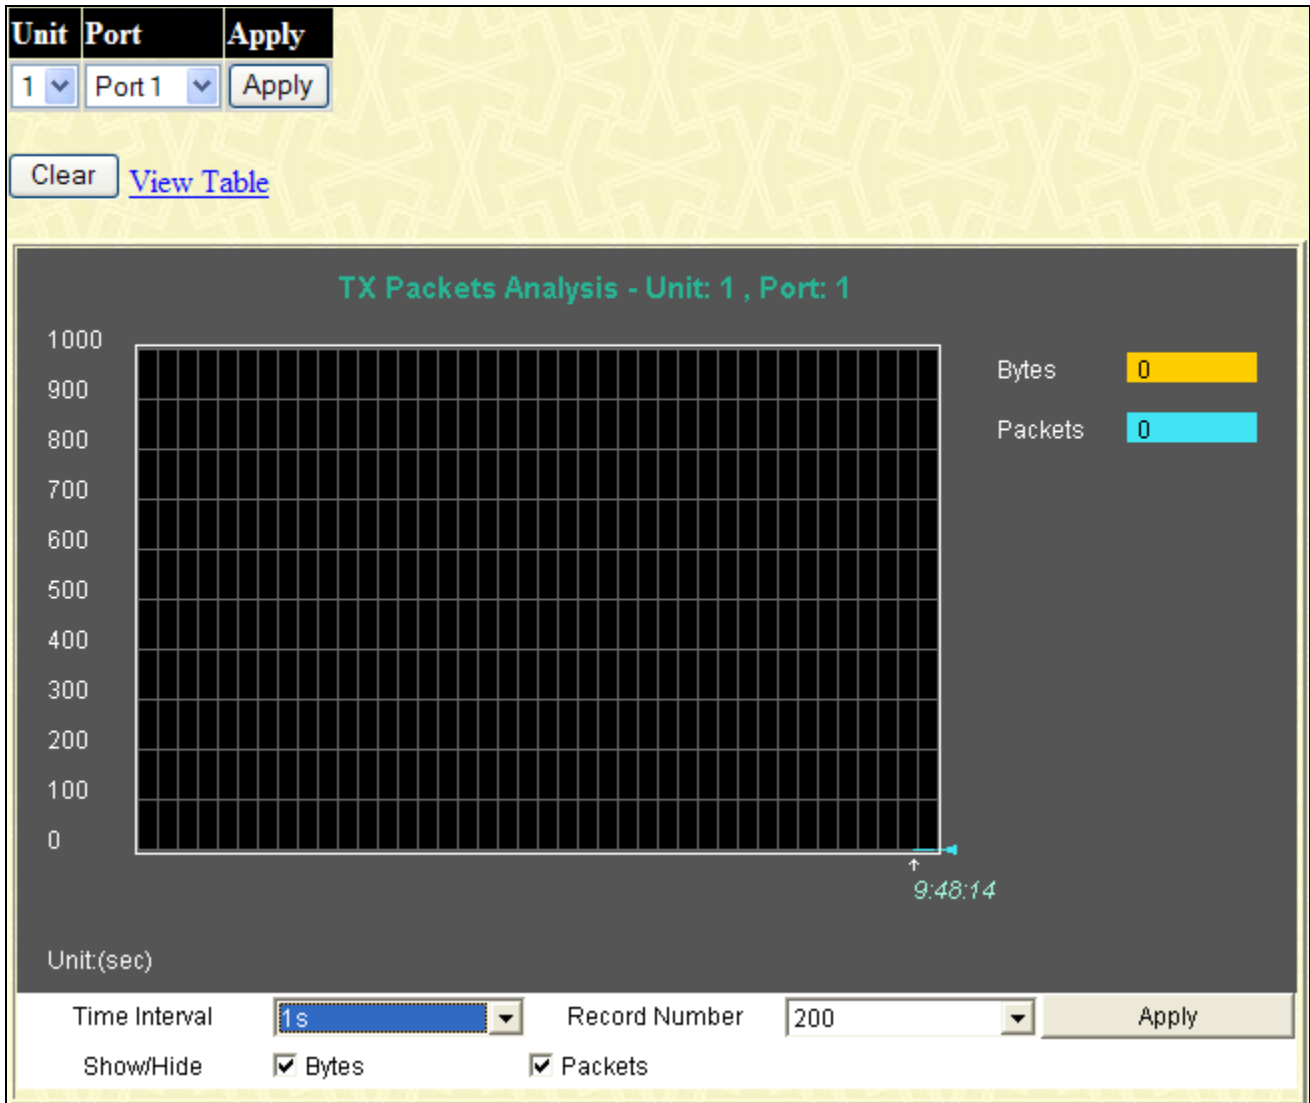 Unit Port Apply
1 Port 1 Apply
Clear View Table
TX Packets Analysis - Unit: 1 , Port: 1
1000
900
800
700
600
500
400
300
200
100
0
Bytes 0
Packets 0
9:48:14
Unit:(sec)
Time Interval 1s Record Number 200 Apply
Show/Hide Bytes Packets